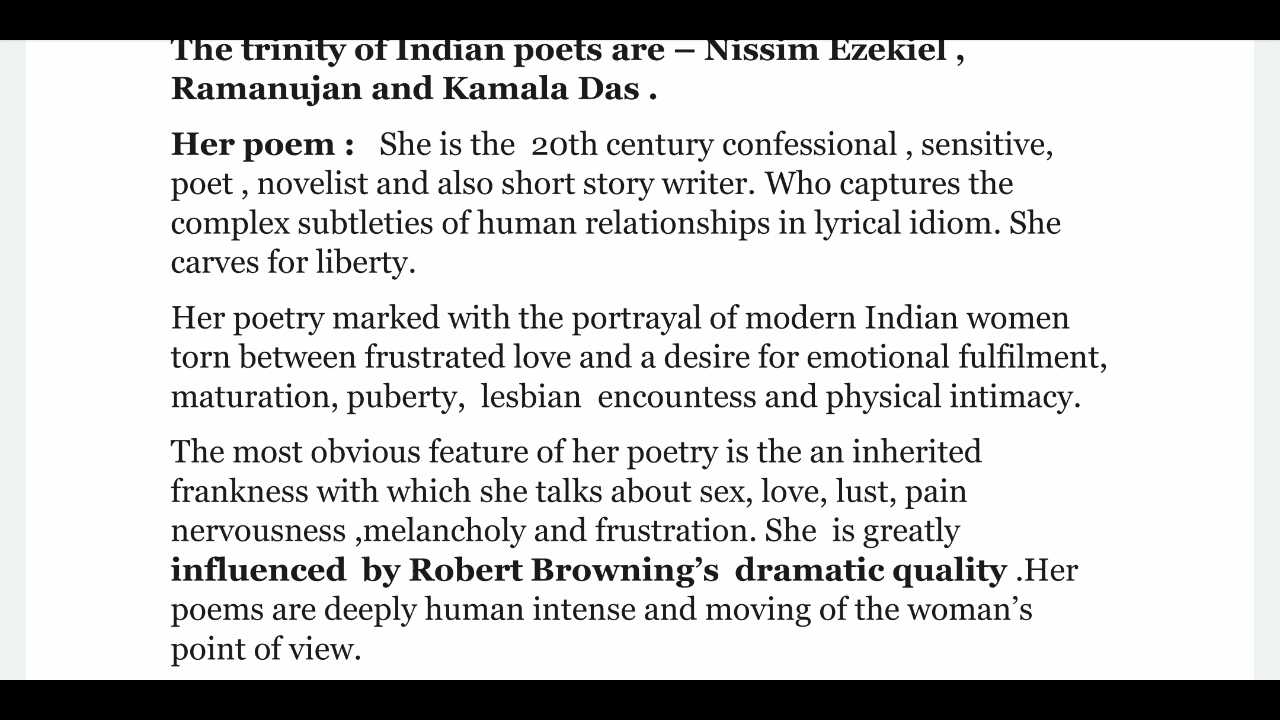 The trinity of Indian poets are – Nissim Ezekiel ,
Ramanujan and Kamala Das .
Her poem :   She is the  20th century confessional , sensitive,
poet , novelist and also short story writer. Who captures the
complex subtleties of human relationships in lyrical idiom. She
carves for liberty.
Her poetry marked with the portrayal of modern Indian women
torn between frustrated love and a desire for emotional fulfilment,
maturation, puberty,  lesbian  encountess and physical intimacy.
The most obvious feature of her poetry is the an inherited
frankness with which she talks about sex, love, lust, pain
nervousness ,melancholy and frustration. She  is greatly
influenced  by Robert Browning’s  dramatic quality .Her
poems are deeply human intense and moving of the woman’s
point of view.